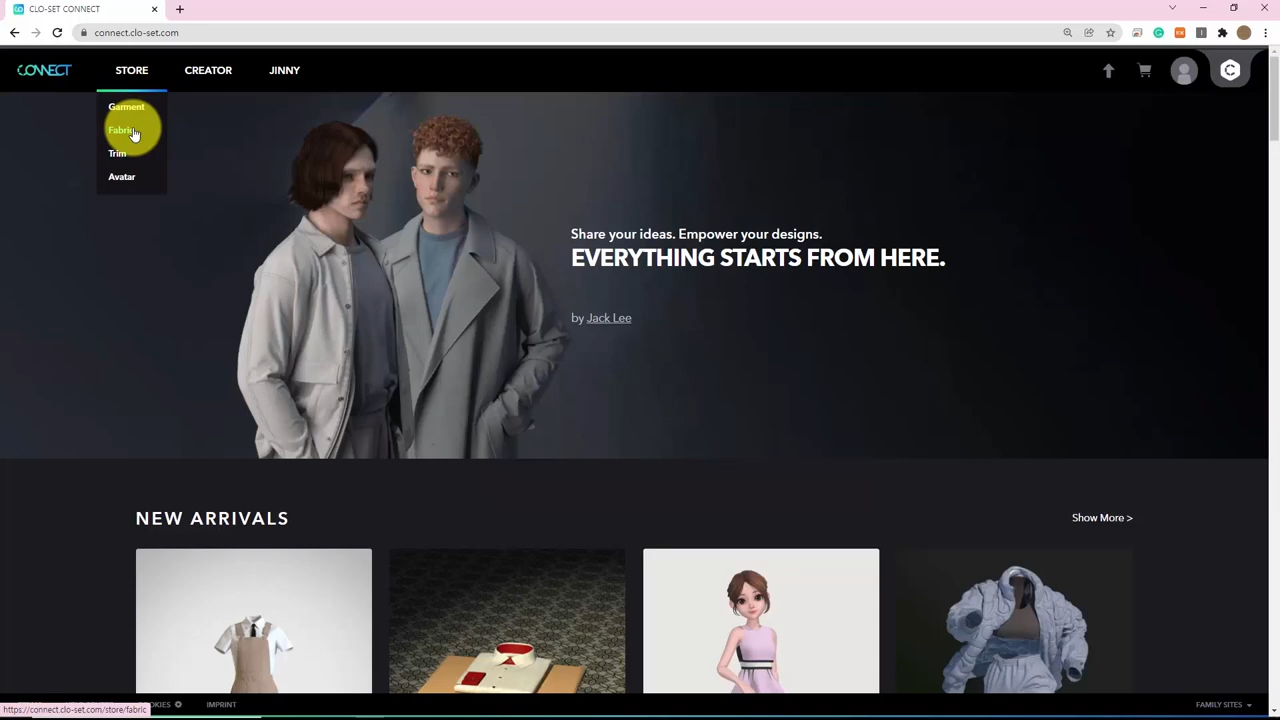 CLO-SET CONNECT
connect.clo-set.com
CONNECT STORE CREATOR JINNY
Garment
Fabric
Trim
Avatar
Share your ideas. Empower your designs.
EVERYTHING STARTS FROM HERE.
by Jack Lee
NEW ARRIVALS
Show More >
https://connect.clo-set.com/store/fabric
OKIES
IMPRINT
FAMILY SITES